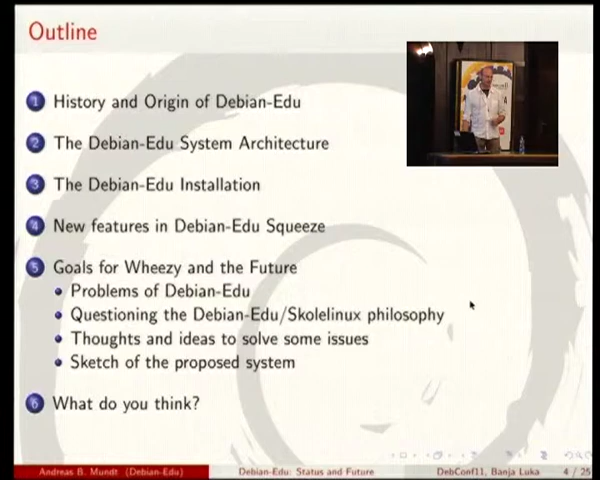 Outline
1 History and Origin of Debian-Edu
2 The Debian-Edu System Architecture
3 The Debian-Edu Installation
4 New features in Debian-Edu Squeeze
5 Goals for Wheezy and the Future
Problems of Debian-Edu
Questioning the Debian-Edu/Skolelinux philosophy
Thoughts and ideas to solve some issues
Sketch of the proposed system
6 What do you think?
Andreas B. Mundt (Debian-Edu) Debian-Edu: Status and Future DebConf11, Banja Luka 4 / 25